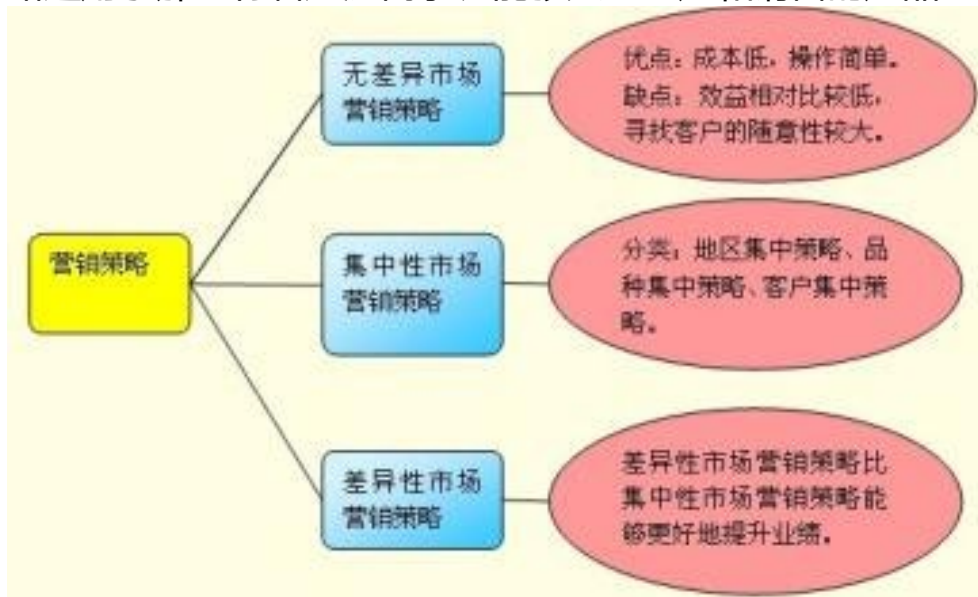 无差异市场
营销策略
优点：成本低，操作简单。
缺点：效益相对比较低，
寻找客户的随意性较大。
营销策略
集中性市场
营销策略
分类：地区集中策略、品
种集中策略、客户集中策
略。
差异性市场
营销策略
差异性市场营销策略比
集中性市场营销策略能
够更好地提升业绩。